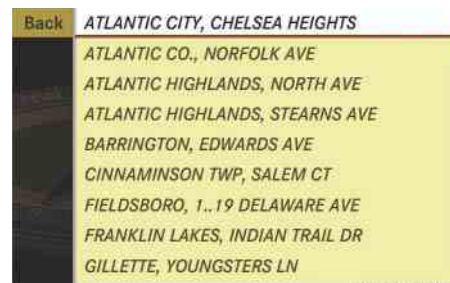 Back
ATLANTIC CITY, CHELSEA HEIGHTS
ATLANTIC CO., NORFOLK AVE
ATLANTIC HIGHLANDS, NORTH AVE
ATLANTIC HIGHLANDS, STEARNS AVE
BARRINGTON, EDWARDS AVE
CINNAMINSON TWP, SALEM CT
FIELDSBORO, 1..19 DELAWARE AVE
FRANKLIN LAKES, INDIAN TRAIL DR
GILLETTE, YOUNGSTERS LN